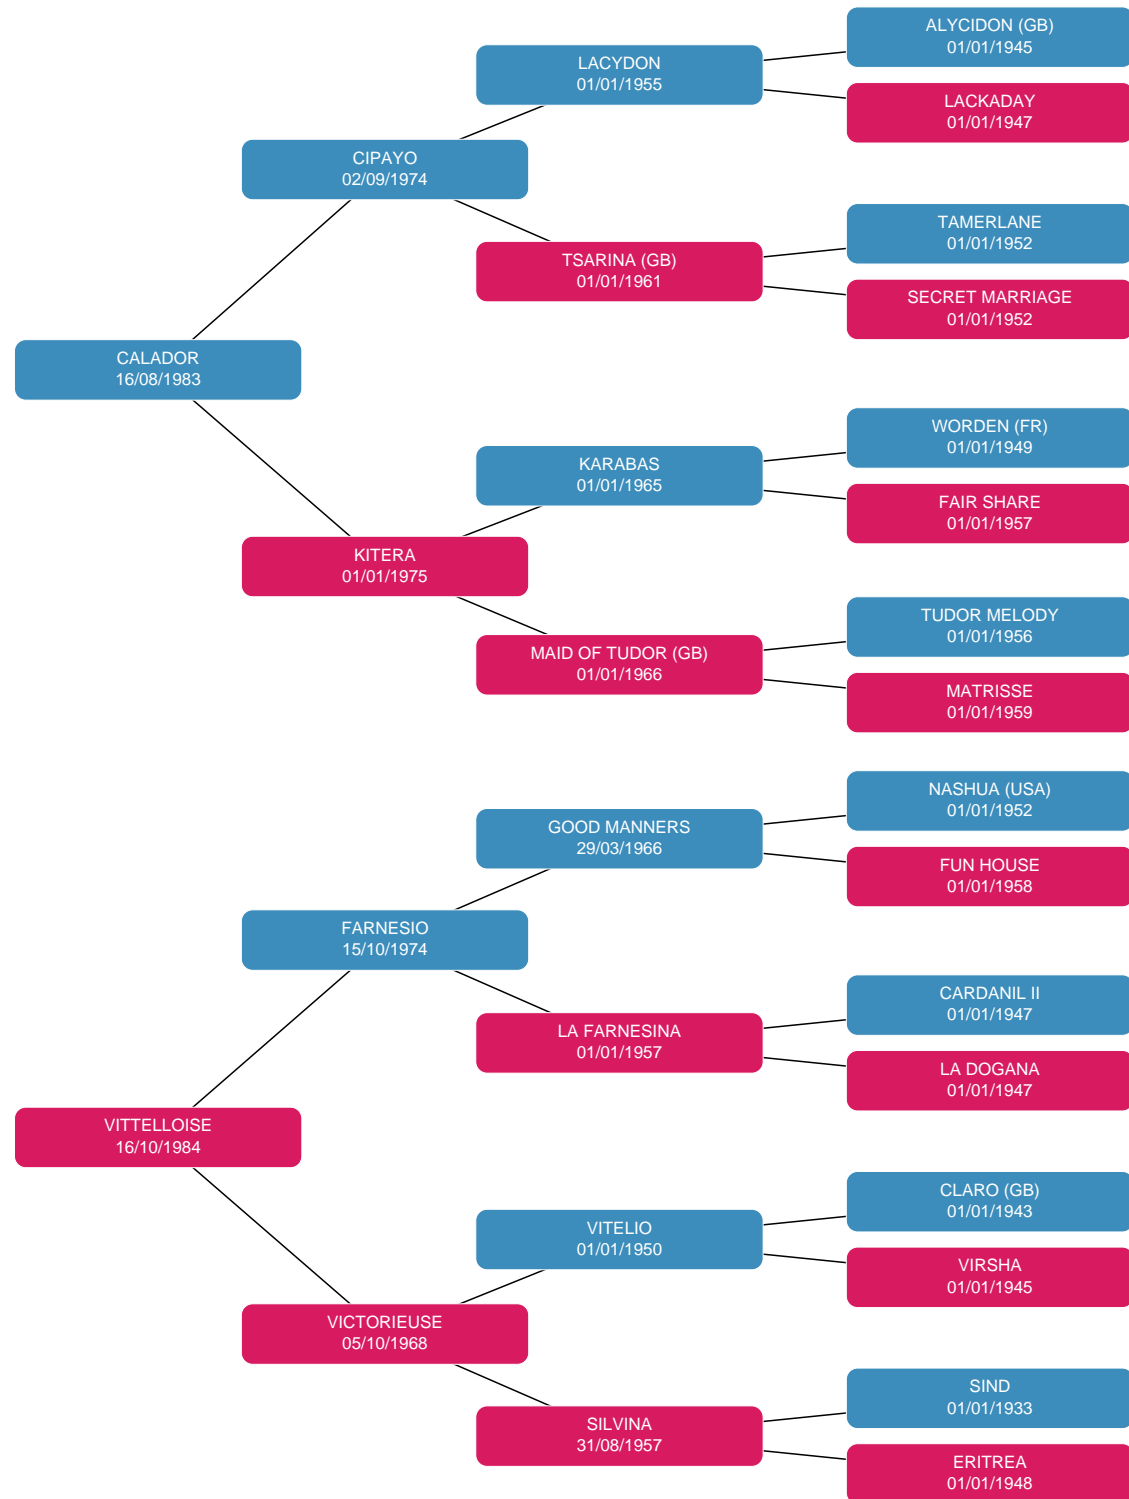 ALYCIDON (GB)
01/01/1945
LACYDON
01/01/1955
LACKADAY
01/01/1947
CIPAYO
02/09/1974
TAMERLANE
01/01/1952
TSARINA (GB)
01/01/1961
SECRET MARRIAGE
01/01/1952
CALADOR
16/08/1983
WORDEN (FR)
01/01/1949
KARABAS
01/01/1965
FAIR SHARE
01/01/1957
KITERA
01/01/1975
TUDOR MELODY
01/01/1956
MAID OF TUDOR (GB)
01/01/1966
MATRISSE
01/01/1959
NASHUA (USA)
01/01/1952
GOOD MANNERS
29/03/1966
FUN HOUSE
01/01/1958
FARNESIO
15/10/1974
CARDANIL II
01/01/1947
LA FARNESINA
01/01/1957
LA DOGANA
01/01/1947
VITTELLOISE
16/10/1984
CLARO (GB)
01/01/1943
VITELIO
01/01/1950
VIRSHA
01/01/1945
VICTORIEUSE
05/10/1968
SIND
01/01/1933
SILVINA
31/08/1957
ERITREA
01/01/1948